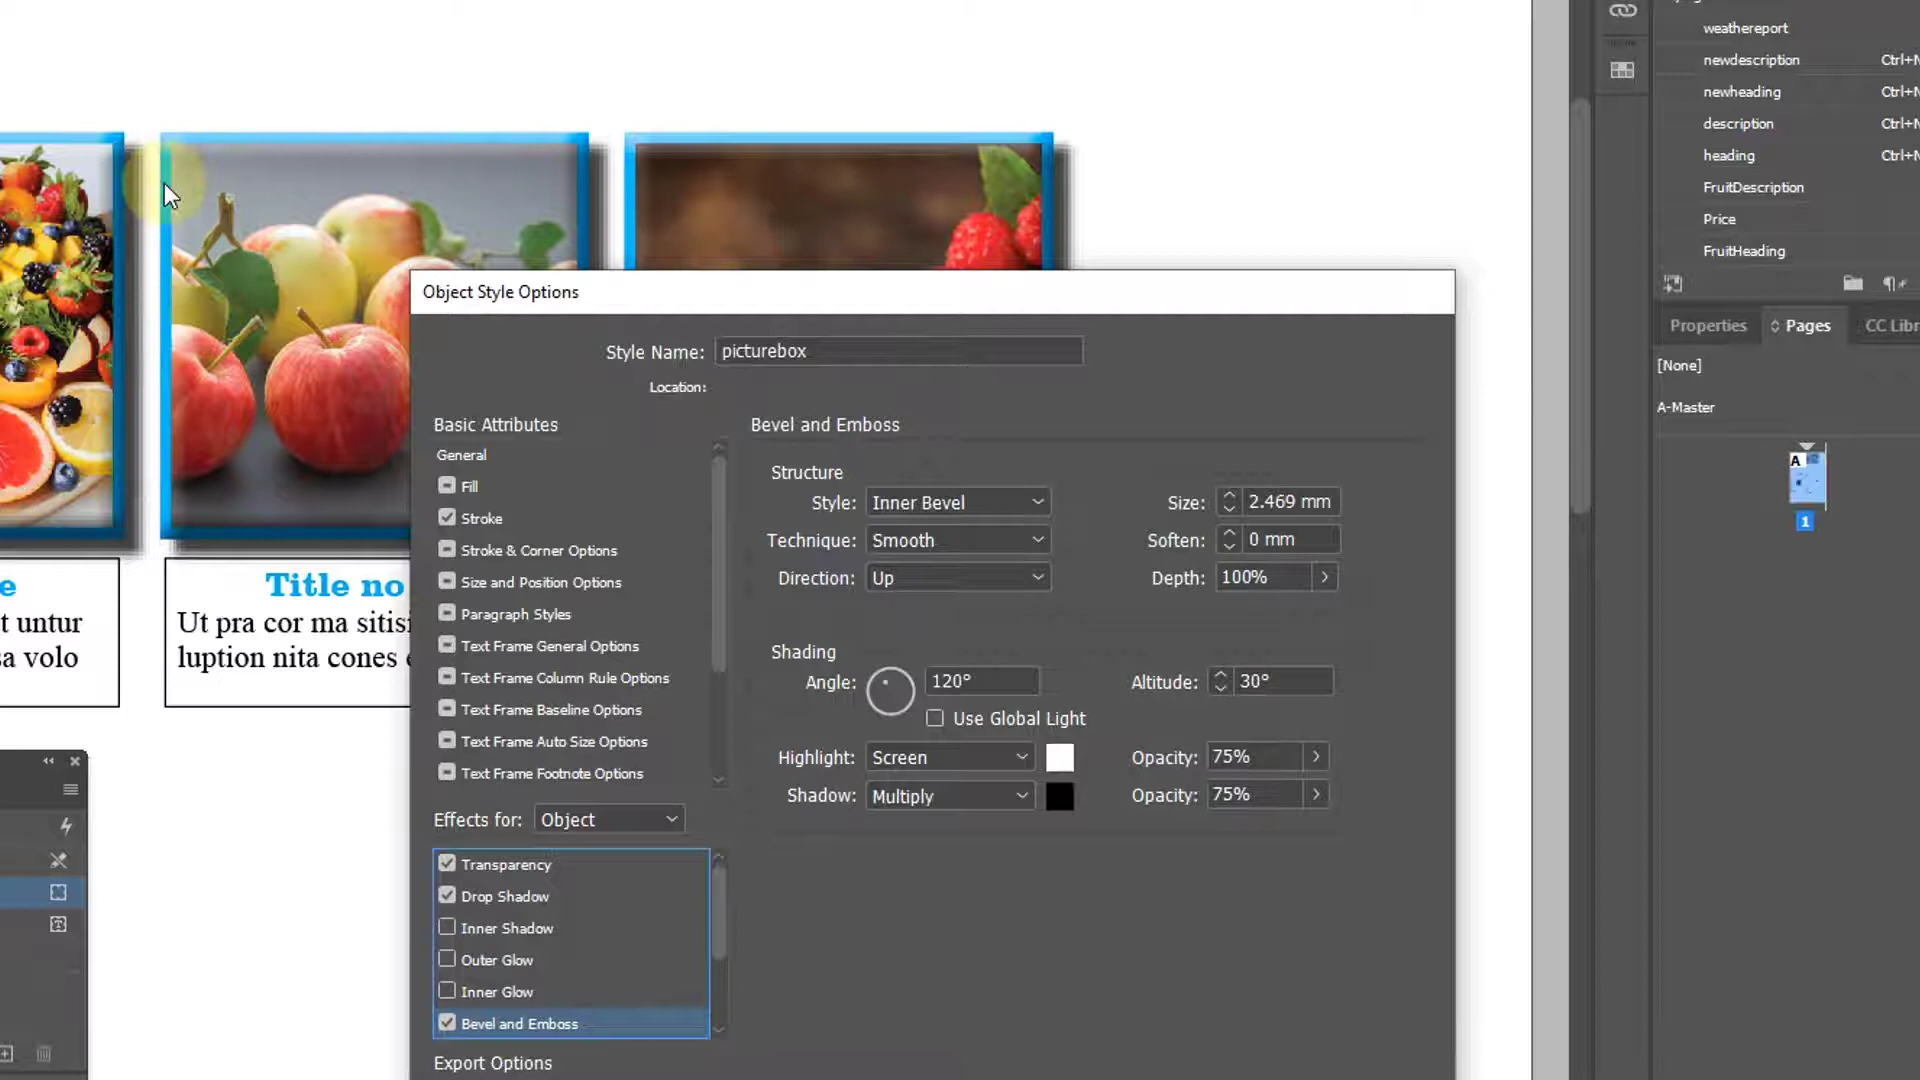 weathereport
newdescription Ctrl+N
newheading Ctrl+N
description Ctrl+N
heading Ctrl+N
FruitDescription
Price
FruitHeading
Properties Pages CC Libr
[None]
A-Master
A
1
e
t untur
sa volo
Title no
Ut pra cor ma sitisi
luption nita cones
Object Style Options
Style Name: picturebox
Location:
Basic Attributes
General
Fill
Stroke
Stroke & Corner Options
Size and Position Options
Paragraph Styles
Text Frame General Options
Text Frame Column Rule Options
Text Frame Baseline Options
Text Frame Auto Size Options
Text Frame Footnote Options
Effects for: Object
Transparency
Drop Shadow
Inner Shadow
Outer Glow
Inner Glow
Bevel and Emboss
Export Options
Bevel and Emboss
Structure
Style: Inner Bevel Size: 2.469 mm
Technique: Smooth Soften: 0 mm
Direction: Up Depth: 100%
Shading
Angle: 120° Altitude: 30°
Use Global Light
Highlight: Screen Opacity: 75%
Shadow: Multiply Opacity: 75%